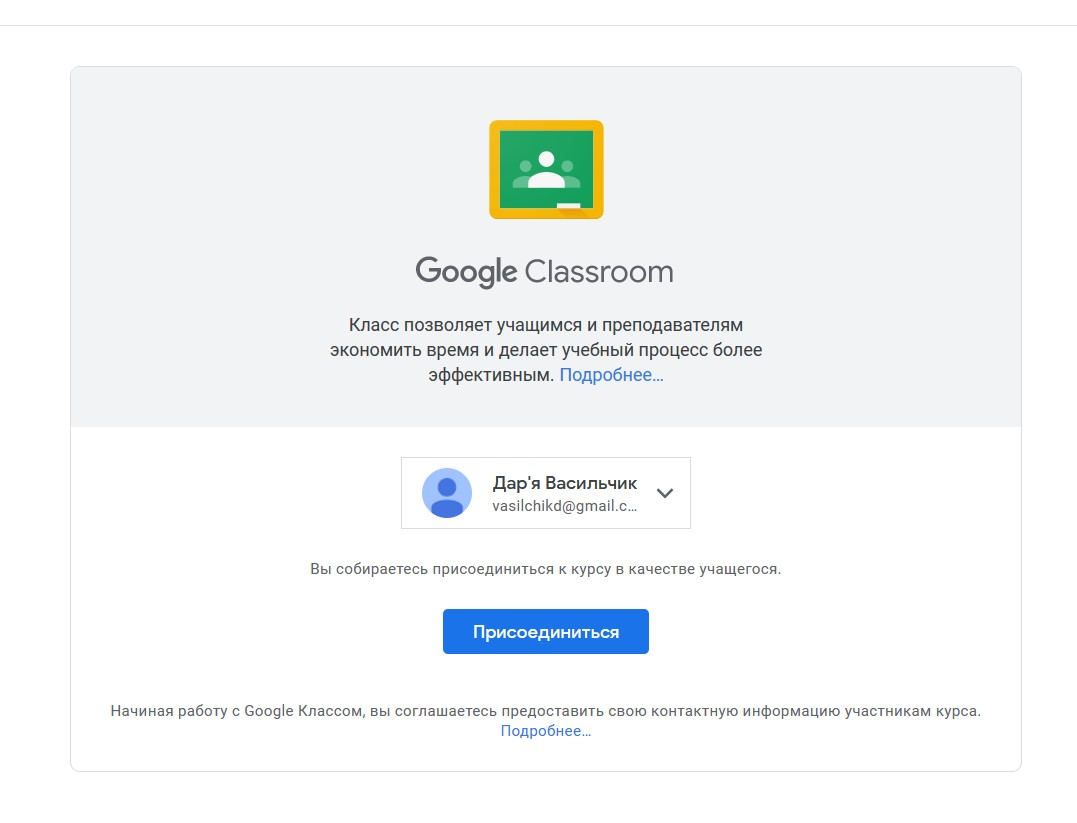 Google Classroom
Класс позволяет учащимся и преподавателям
экономить время и делает учебный процесс более
эффективным. Подробнее…
Дар'я Васильчик
vasilchikd@gmail.c…
Вы собираетесь присоединиться к курсу в качестве учащегося.
Присоединиться
Начиная работу с Google Классом, вы соглашаетесь предоставить свою контактную информацию участникам курса.
Подробнее…